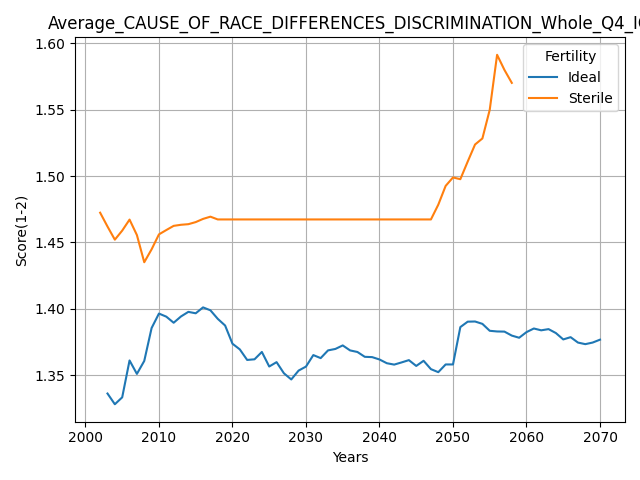 Average_CAUSE_OF_RACE_DIFFERENCES_DISCRIMINATION_Whole_Q4_I
Fertility
Ideal
Sterile
Score(1-2)
1.60
1.55
1.50
1.45
1.40
1.35
2000 2010 2020 2030 2040 2050 2060 2070
Years